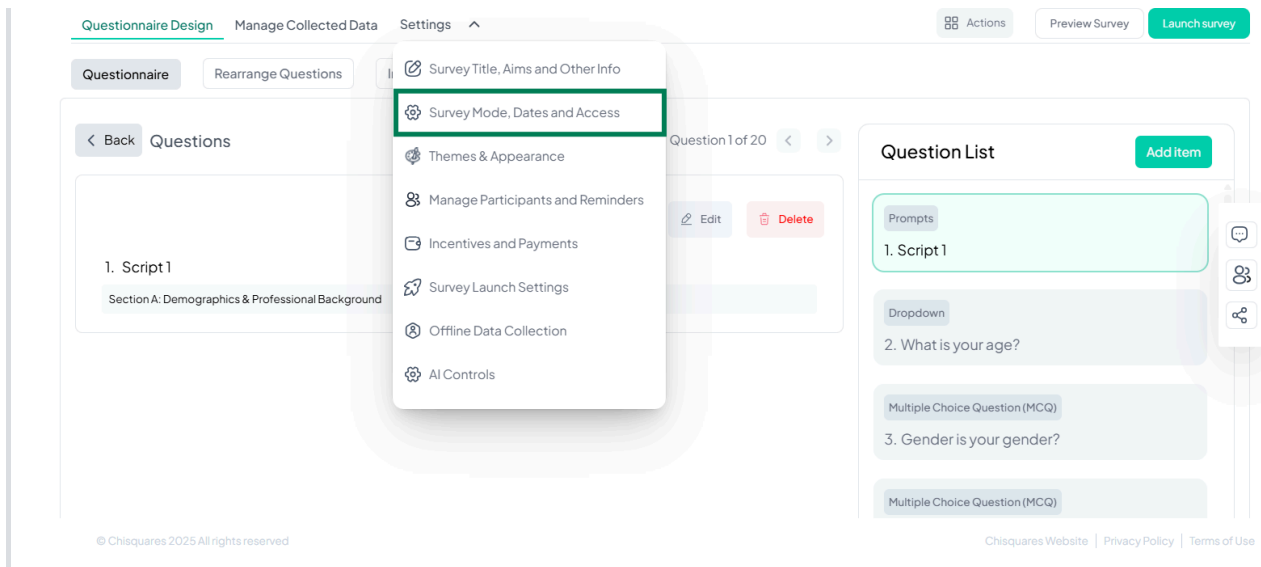 Questionnaire Design
Manage Collected Data
Settings
Actions
Preview Survey
Launch survey
Questionnaire
Rearrange Questions
Survey Title, Aims and Other Info
Survey Mode, Dates and Access
Themes & Appearance
Manage Participants and Reminders
Incentives and Payments
Survey Launch Settings
Offline Data Collection
AI Controls
Back
Questions
Question 1 of 20
Edit
Delete
1. Script 1
Section A: Demographics & Professional Background
Question List
Add item
Prompts
1. Script 1
Dropdown
2. What is your age?
Multiple Choice Question (MCQ)
3. Gender is your gender?
Multiple Choice Question (MCQ)
© Chisquares 2025 All rights reserved
Chisquares Website | Privacy Policy | Terms of Use